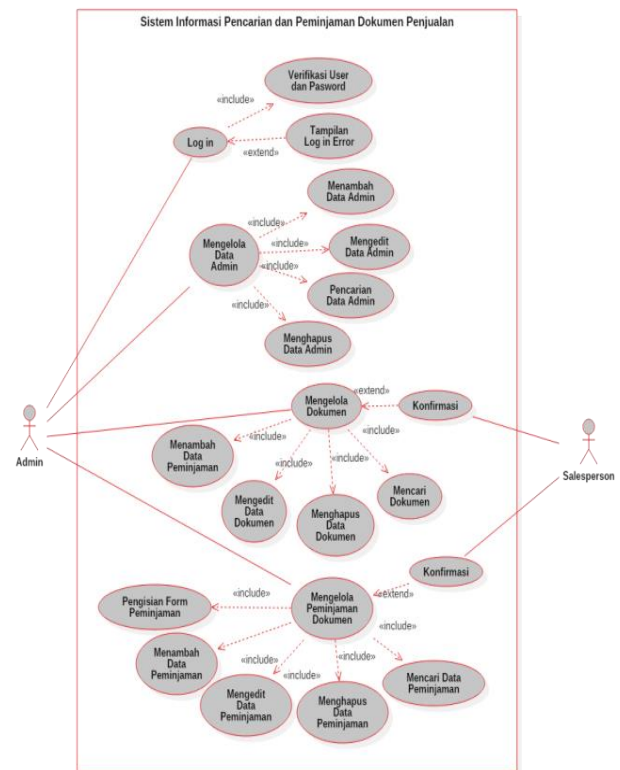 Sistem Informasi Pencarian dan Peminjaman Dokumen Penjualan
Verifikasi User
dan Pasword
«include»
Log in
Tampilan
Log in Error
«extend»
Menambah
Data Admin
«include»
Mengelola
Data
Admin
«include»
Mengedit
Data Admin
«include»
Pencarian
Data Admin
«include»
Menghapus
Data Admin
Mengelola
Dokumen
«extend»
Konfirmasi
Admin
Salesperson
«include»
«include»
Menambah
Data
Peminjaman
«include»
«include»
Mengedit
Data
Dokumen
Menghapus
Data
Dokumen
Mencari
Dokumen
Konfirmasi
«extend»
Pengisian Form
Peminjaman
«include»
Mengelola
Peminjaman
Dokumen
«include»
Menambah
Data
Peminjaman
«include»
«include»
«include»
Mengedit
Data
Peminjaman
Menghapus
Data
Peminjaman
Mencari Data
Peminjaman